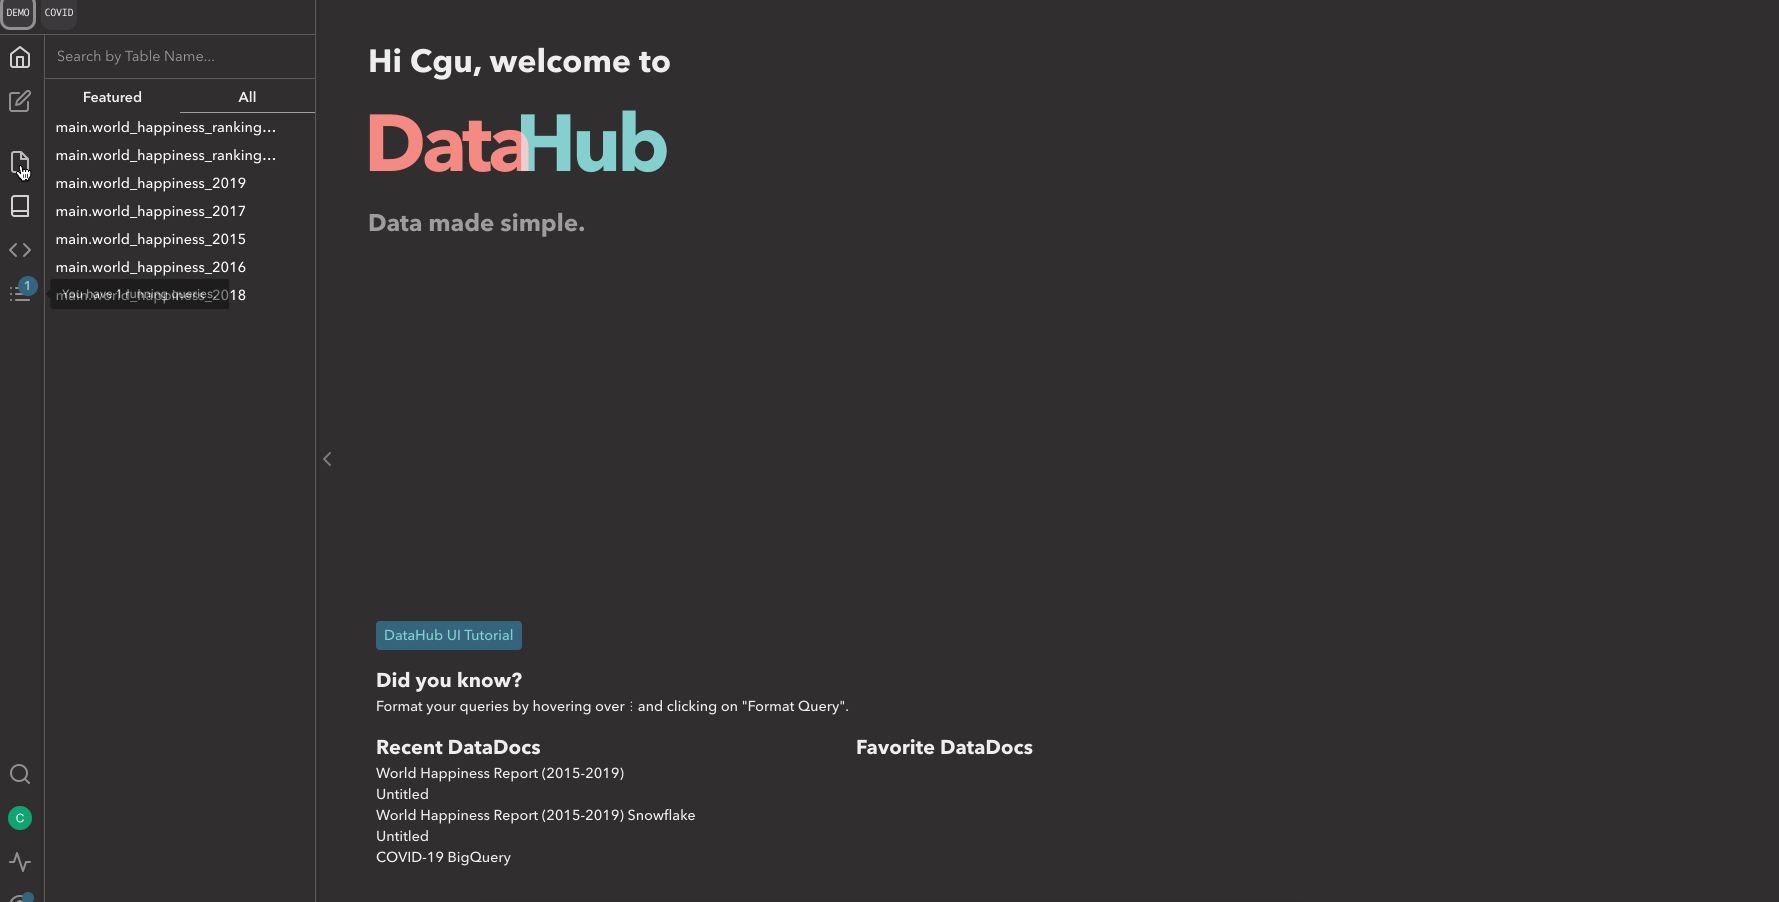 DEMO COVID
Search by Table Name...
Featured All
main.world_happiness_ranking...
main.world_happiness_ranking...
main.world_happiness_2019
main.world_happiness_2017
main.world_happiness_2015
main.world_happiness_2016
1
main.world_happiness_2018
You have 1 running queries
Hi Cgu, welcome to
DataHub
Data made simple.
DataHub UI Tutorial
Did you know?
Format your queries by hovering over ⋮ and clicking on "Format Query".
Recent DataDocs
World Happiness Report (2015-2019)
Untitled
World Happiness Report (2015-2019) Snowflake
Untitled
COVID-19 BigQuery
Favorite DataDocs
C